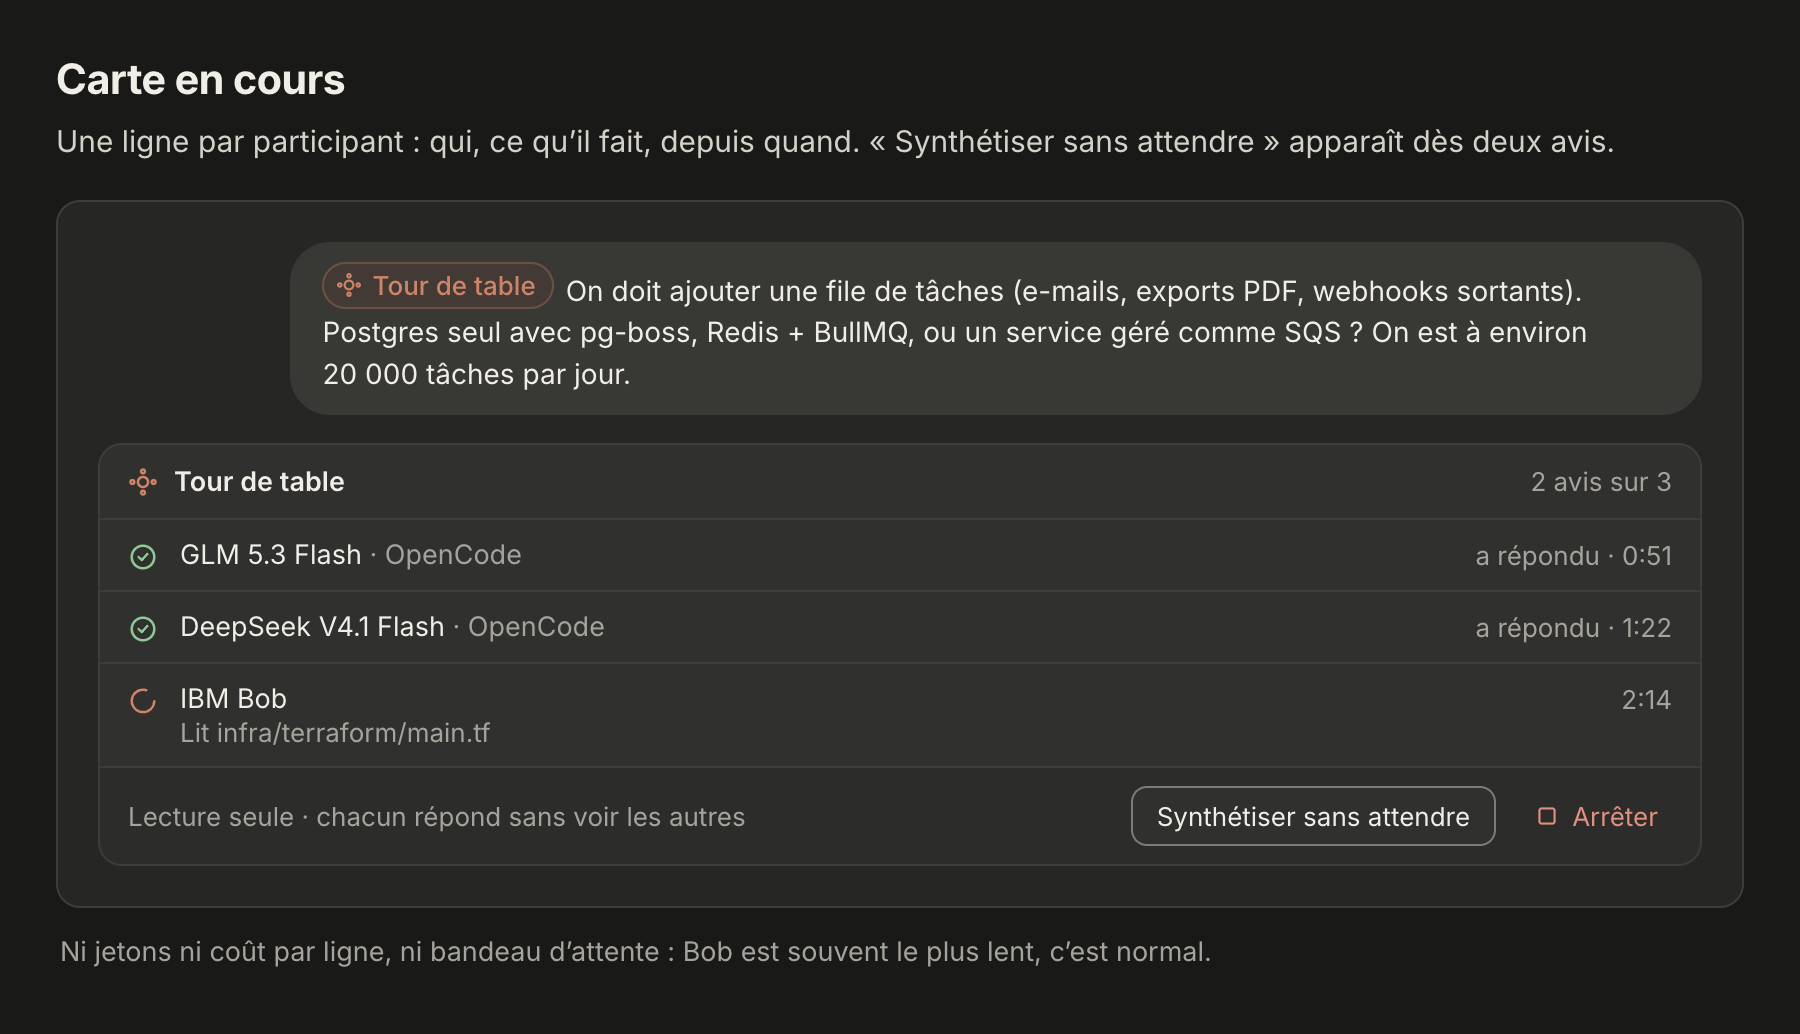 Carte en cours
Une ligne par participant : qui, ce qu’il fait, depuis quand. « Synthétiser sans attendre » apparaît dès deux avis.
Tour de table On doit ajouter une file de tâches (e-mails, exports PDF, webhooks sortants).
Postgres seul avec pg-boss, Redis + BullMQ, ou un service géré comme SQS ? On est à environ
20 000 tâches par jour.
Tour de table 2 avis sur 3
GLM 5.3 Flash · OpenCode a répondu · 0:51
DeepSeek V4.1 Flash · OpenCode a répondu · 1:22
IBM Bob 2:14
Lit infra/terraform/main.tf
Lecture seule · chacun répond sans voir les autres Synthétiser sans attendre Arrêter
Ni jetons ni coût par ligne, ni bandeau d’attente : Bob est souvent le plus lent, c’est normal.